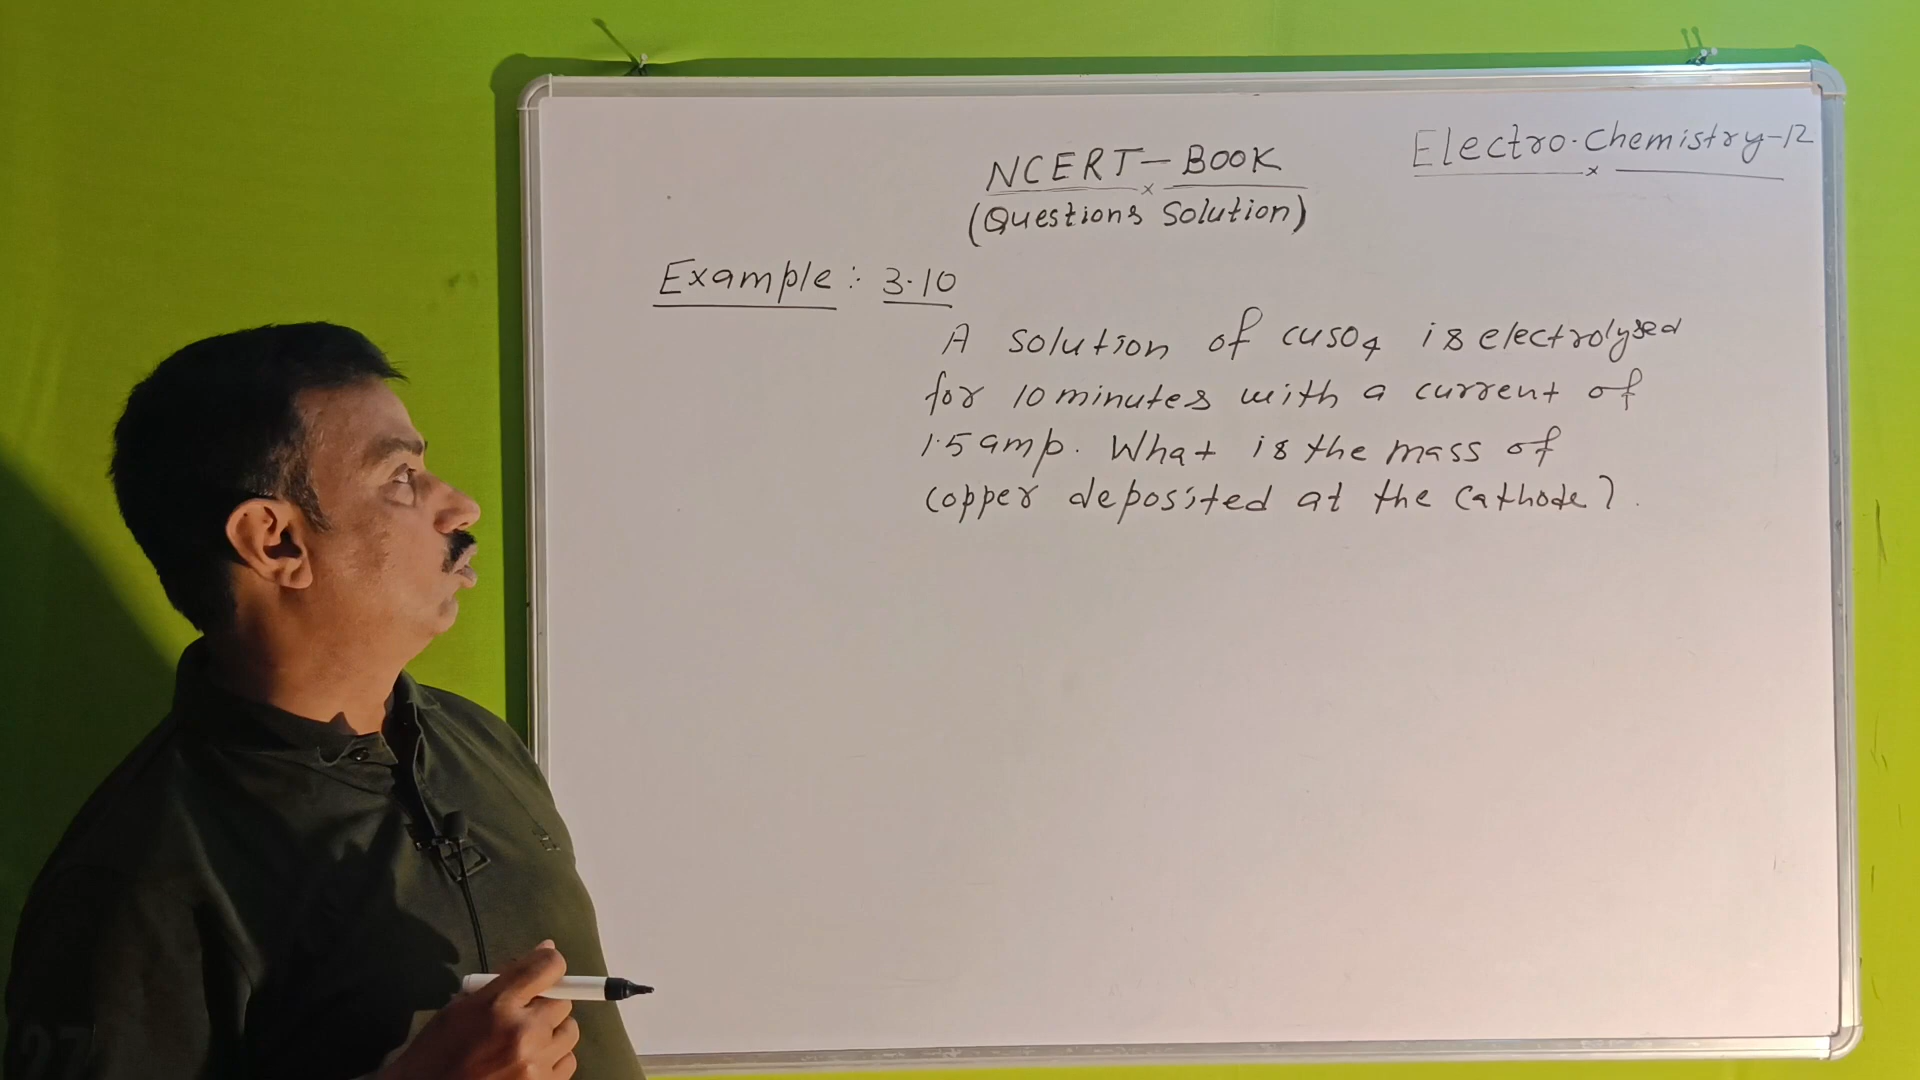 Electro.Chemistry-12
NCERT-BOOK
(Questions Solution)
Example :- 3.10
A solution of CuSO4 is electrolysed
for 10 minutes with a current of
1.5 amp. What is the mass of
copper deposited at the cathode?